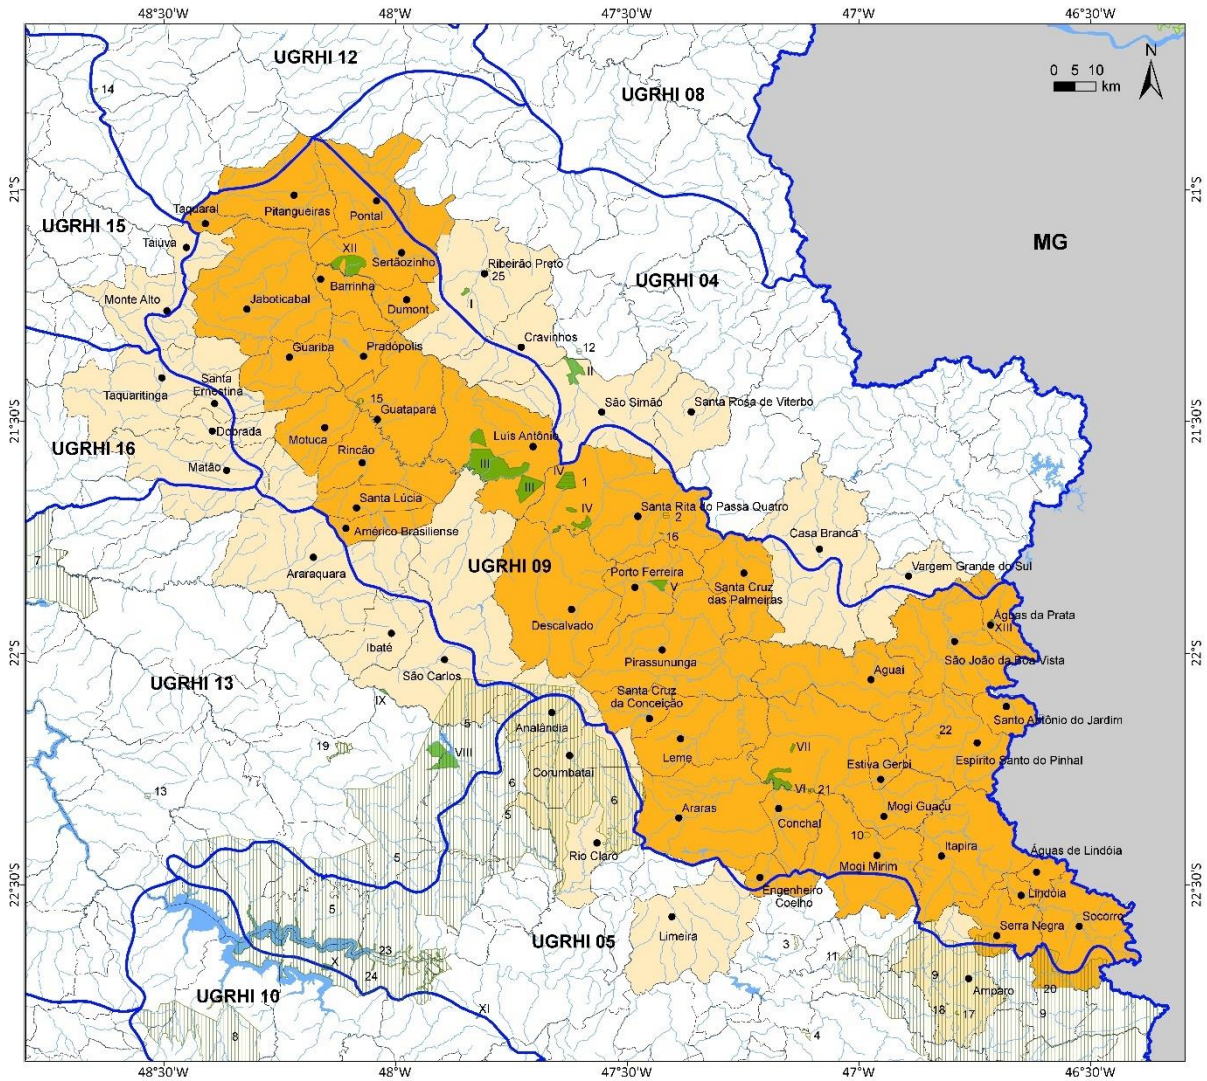 48°30'W
48°W
47°30'W
47°W
46°30'W
UGRHI 12
UGRHI 08
N
0 5 10
km
14
21°S
21°S
Taquaral
Pitangueiras
Pontal
UGRHI 15
MG
Taiúva
XII
Sertãozinho
Ribeirão Preto
25
UGRHI 04
Barrinha
I
Monte Alto
Jaboticabal
Dumont
Cravinhos
12
Guariba
Pradópolis
II
Santa
Ernestina
Taquaritinga
15
São Simão
Santa Rosa de Viterbo
21°30'S
21°30'S
Guatapará
Dobrada
Motuca
Luis Antônio
UGRHI 16
Rincão
Matão
III
IV
III
1
Santa Lúcia
IV
Santa Rita do Passa Quatro
2
Américo Brasiliense
16
Casa Branca
7
Araraquara
UGRHI 09
Porto Ferreira
V
Santa Cruz
das Palmeiras
Vargem Grande do Sul
Descalvado
Águas da Prata
XIII
22°S
22°S
Ibaté
Pirassununga
São João da Boa Vista
São Carlos
Aguaí
UGRHI 13
Santa Cruz
da Conceição
IX
Analândia
5
Santo Antônio do Jardim
19
VIII
Leme
VII
22
Corumbataí
Estiva Gerbi
Espírito Santo do Pinhal
13
6
5
6
VI
21
Araras
Conchal
Mogi Guaçu
10
Rio Claro
Mogi Mirim
Itapira
Águas de Lindóia
5
22°30'S
22°30'S
Engenheiro
Coelho
Lindóia
5
Limeira
Serra Negra
Socorro
UGRHI 05
3
23
X
24
11
9
20
UGRHI 10
XI
Amparo
18
17
9
8
4
48°30'W
48°W
47°30'W
47°W
46°30'W